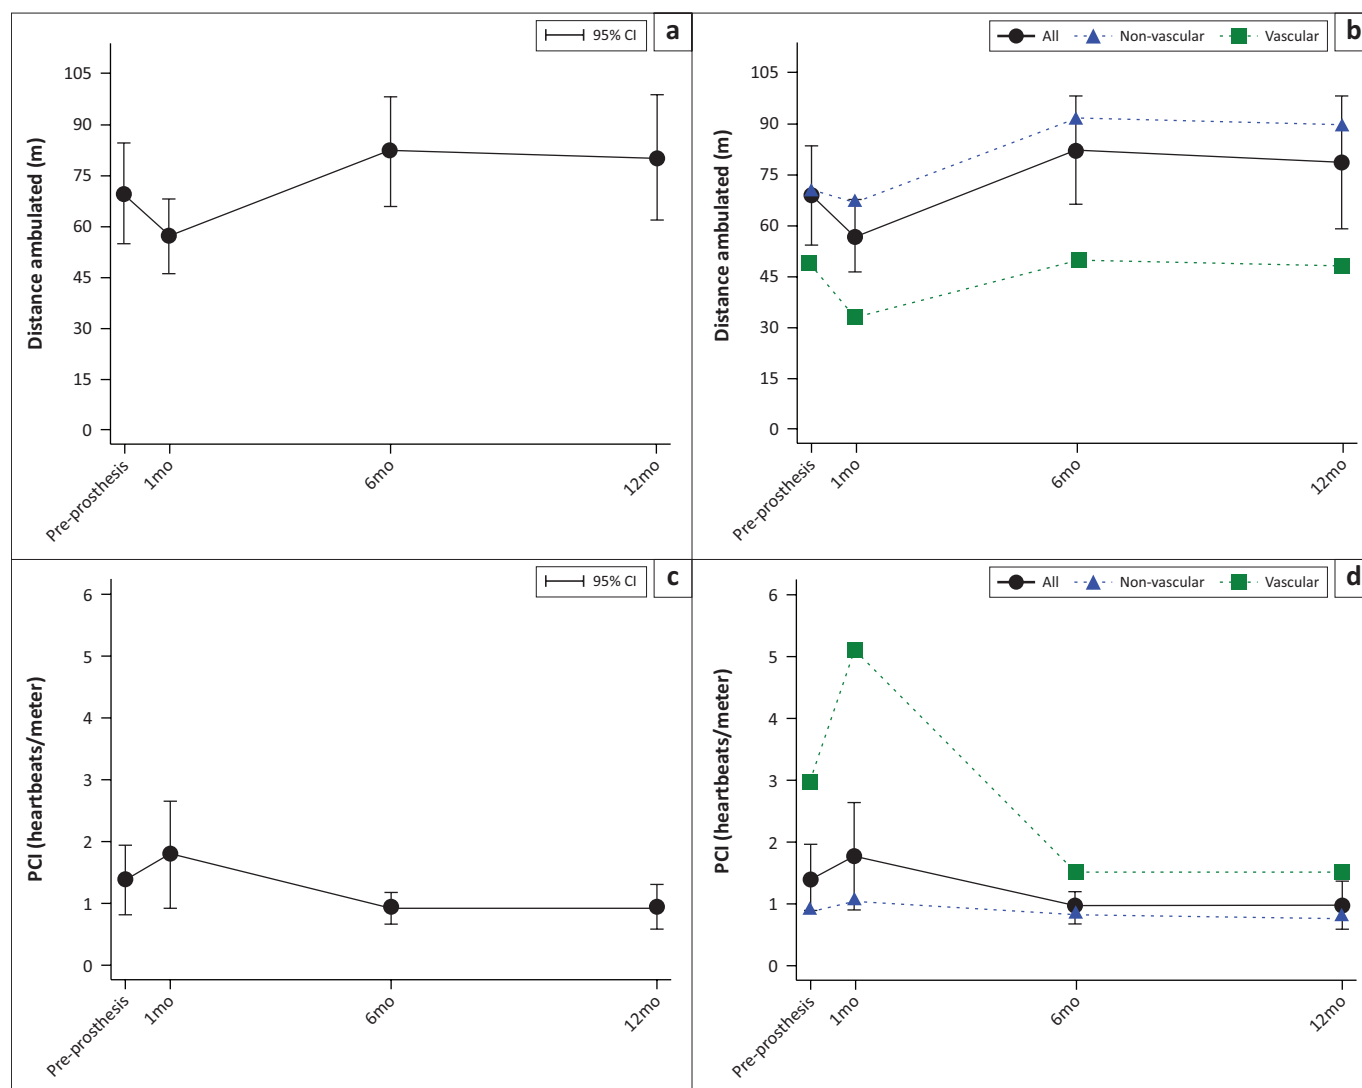 95% CI
a
Distance ambulated (m)
105
90
75
60
45
30
15
0
Pre-prosthesis
1mo
6mo
12mo
All
Non-vascular
Vascular
b
Distance ambulated (m)
105
90
75
60
45
30
15
0
Pre-prosthesis
1mo
6mo
12mo
95% CI
c
PCI (heartbeats/meter)
6
5
4
3
2
1
0
Pre-prosthesis
1mo
6mo
12mo
All
Non-vascular
Vascular
d
PCI (heartbeats/meter)
6
5
4
3
2
1
0
Pre-prosthesis
1mo
6mo
12mo